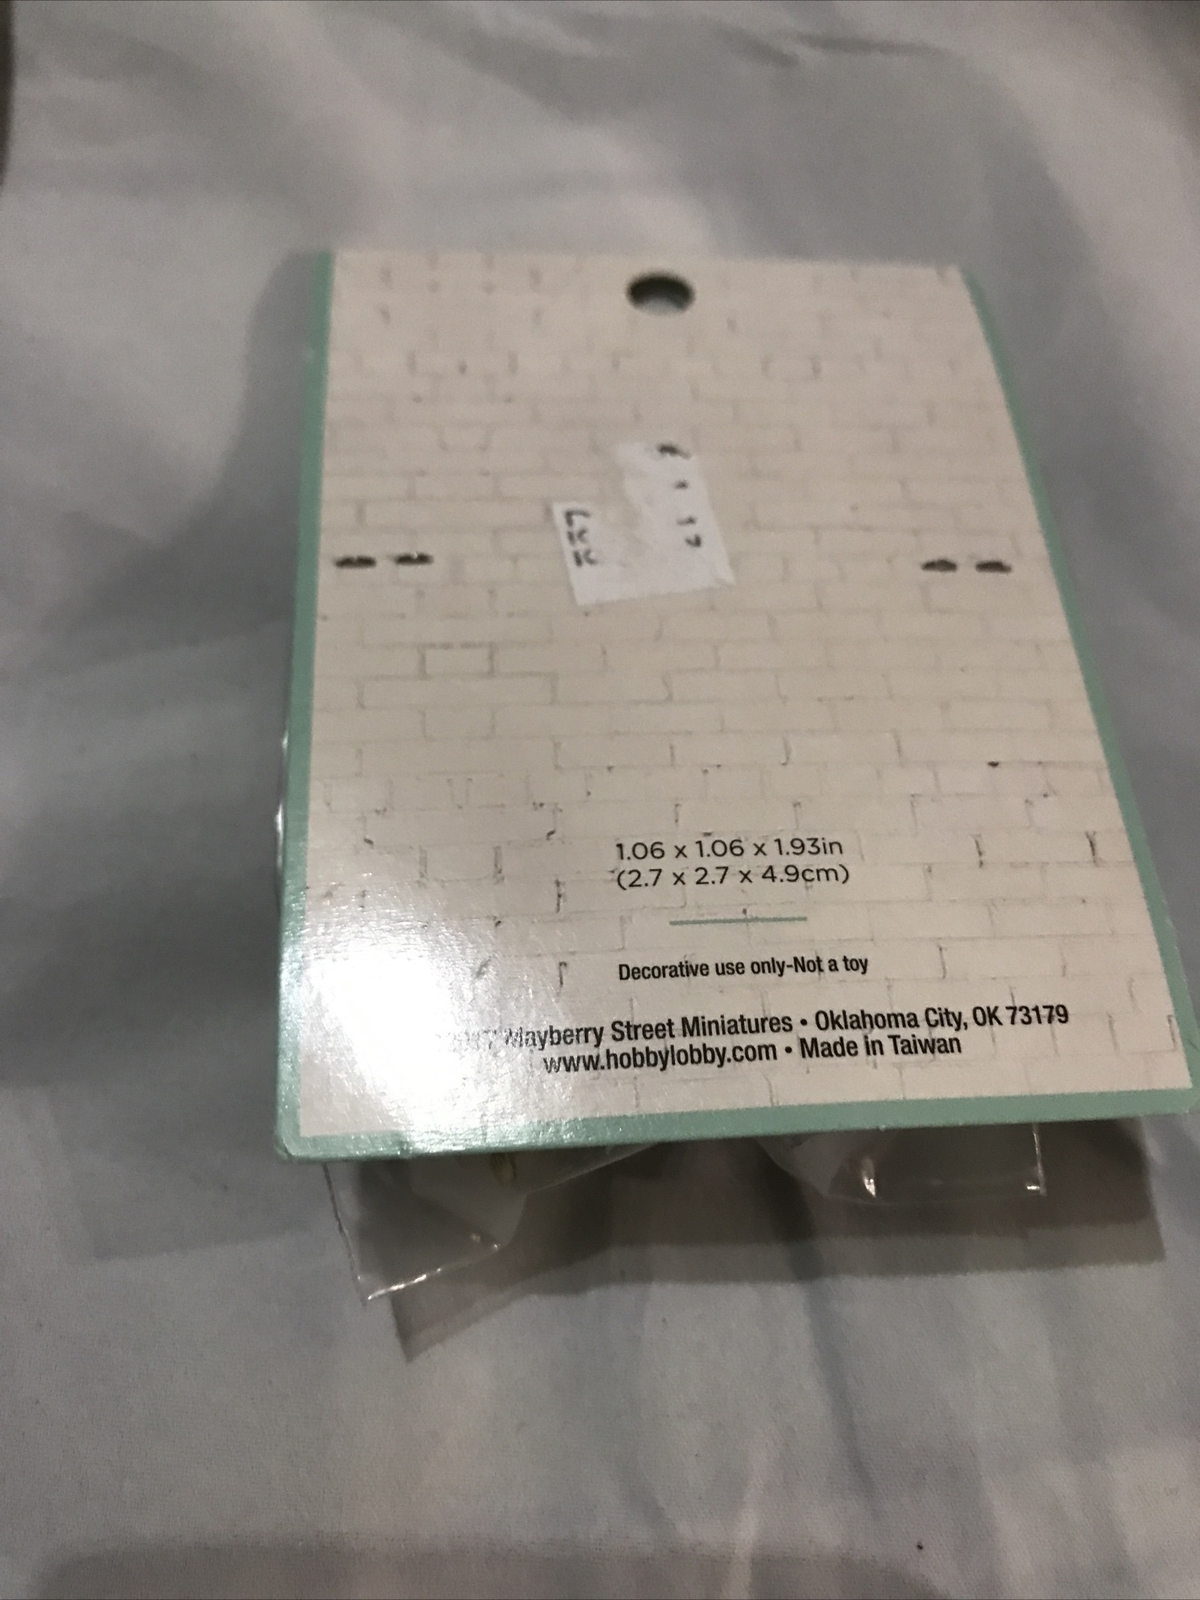 1.06 x 1.06 x 1.93in
(2.7 x 2.7 x 4.9cm)
Decorative use only-Not a toy
Mayberry Street Miniatures • Oklahoma City, OK 73179
www.hobbylobby.com • Made in Taiwan